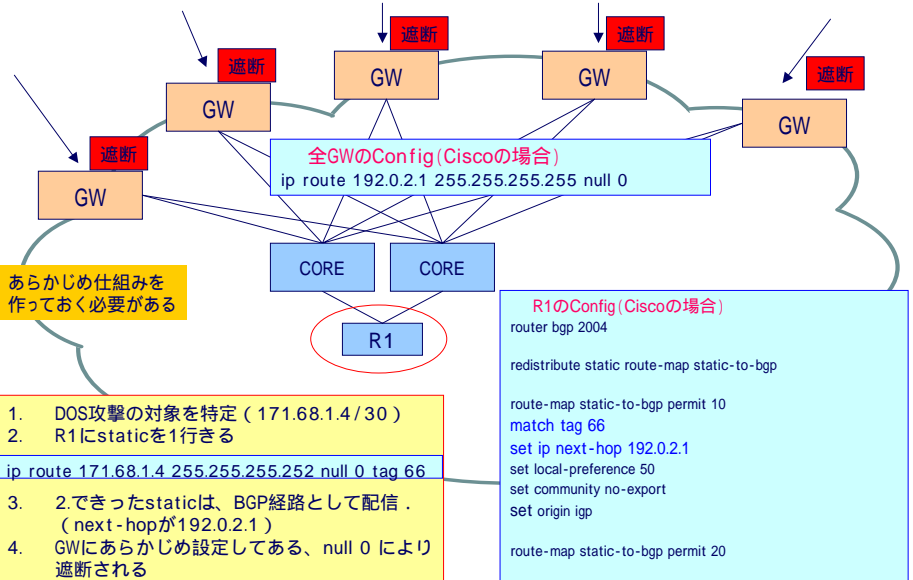 遮断
遮断
遮断
遮断
遮断
GW
GW
GW
GW
GW
全GWのConfig(Ciscoの場合)
ip route 192.0.2.1 255.255.255.255 null 0
CORE
CORE
R1
あらかじめ仕組みを
作っておく必要がある
1. DOS攻撃の対象を特定（171.68.1.4/30）
2. R1にstaticを1行きる
ip route 171.68.1.4 255.255.255.252 null 0 tag 66
3. 2.できったstaticは、BGP経路として配信．
（next-hopが192.0.2.1）
4. GWにあらかじめ設定してある、null 0 により
遮断される
R1のConfig(Ciscoの場合)
router bgp 2004
redistribute static route-map static-to-bgp
route-map static-to-bgp permit 10
match tag 66
set ip next-hop 192.0.2.1
set local-preference 50
set community no-export
set origin igp
route-map static-to-bgp permit 20